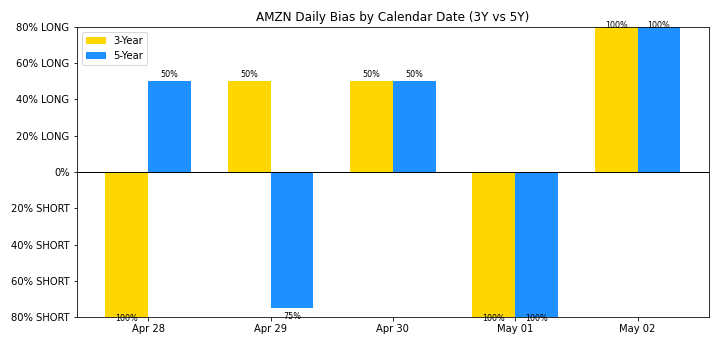 AMZN Daily Bias by Calendar Date (3Y vs 5Y)
80% LONG
60% LONG
40% LONG
20% LONG
0%
20% SHORT
40% SHORT
60% SHORT
80% SHORT
3-Year
5-Year
100%
50%
50%
75%
50%
50%
100%
100%
100%
100%
Apr 28
Apr 29
Apr 30
May 01
May 02